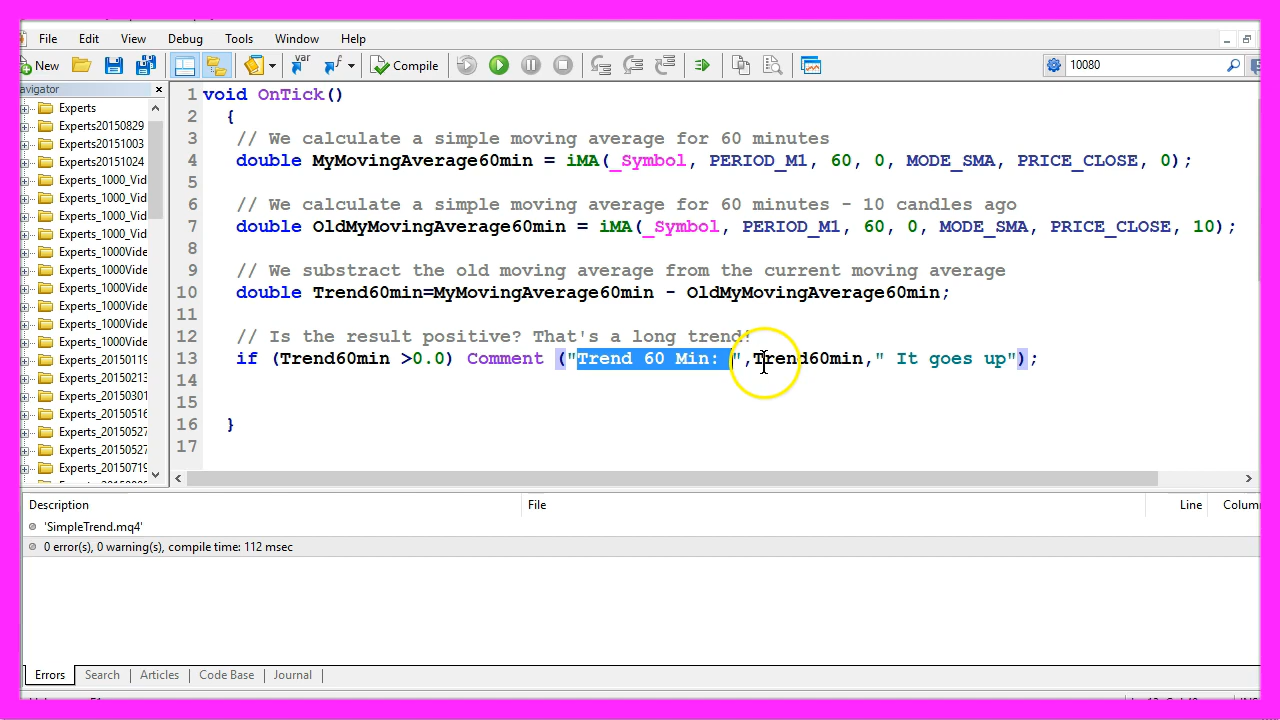 File Edit View Debug Tools Window Help
New Compile 10080
avigator
Experts
Experts20150829
Experts20151003
Experts20151024
Experts_1000_Vid
Experts_1000_Vid
Experts_1000_Vid
Experts_1000_Vid
Experts_1000Vide
Experts_1000Vide
Experts_1000Vide
Experts_1000Vide
Experts_1000Vide
Experts_1000Vide
Experts_20150119
Experts_20150213
Experts_20150301
Experts_20150516
Experts_20150527
Experts_20150527
Experts_20150719
1 void OnTick()
2 {
3 // We calculate a simple moving average for 60 minutes
4 double MyMovingAverage60min = iMA(_Symbol, PERIOD_M1, 60, 0, MODE_SMA, PRICE_CLOSE, 0);
5
6 // We calculate a simple moving average for 60 minutes - 10 candles ago
7 double OldMyMovingAverage60min = iMA(_Symbol, PERIOD_M1, 60, 0, MODE_SMA, PRICE_CLOSE, 10);
8
9 // We substract the old moving average from the current moving average
10 double Trend60min=MyMovingAverage60min - OldMyMovingAverage60min;
11
12 // Is the result positive? That's a long trend!
13 if (Trend60min >0.0) Comment ("Trend 60 Min: ",Trend60min," It goes up");
14
15
16 }
17
Description File Line Column
'SimpleTrend.mq4'
0 error(s), 0 warning(s), compile time: 112 msec
Errors Search Articles Code Base Journal